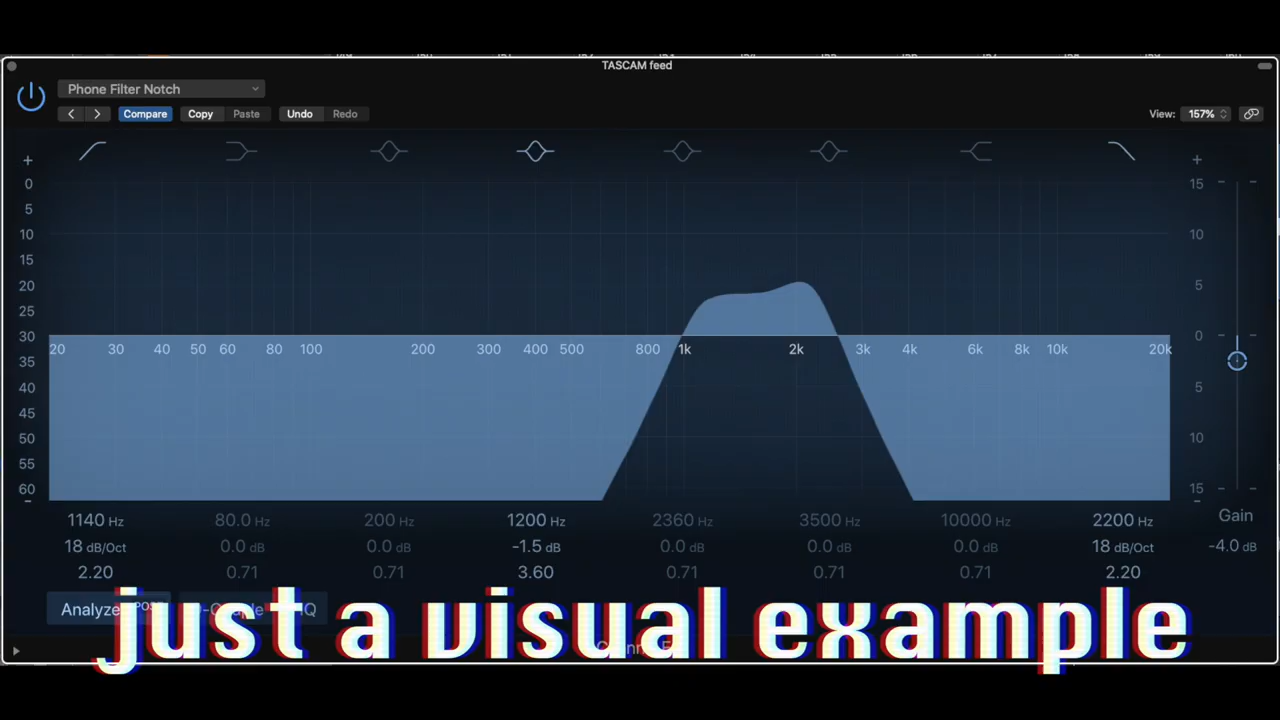 TASCAM feed
Phone Filter Notch
Compare Copy Paste Undo Redo View: 157%
+ +
0 15
5
10 10
15
20 5
25
30 0
20 30 40 50 60 80 100 200 300 400 500 800 1k 2k 3k 4k 6k 8k 10k 20k
35
40 5
45
50 10
55
60 15
- -
1140 Hz 80.0 Hz 200 Hz 1200 Hz 2360 Hz 3500 Hz 10000 Hz 2200 Hz Gain
18 dB/Oct 0.0 dB 0.0 dB -1.5 dB 0.0 dB 0.0 dB 0.0 dB 18 dB/Oct -4.0 dB
2.20 0.71 0.71 3.60 0.71 0.71 0.71 2.20
Analyzer POST
just a visual example